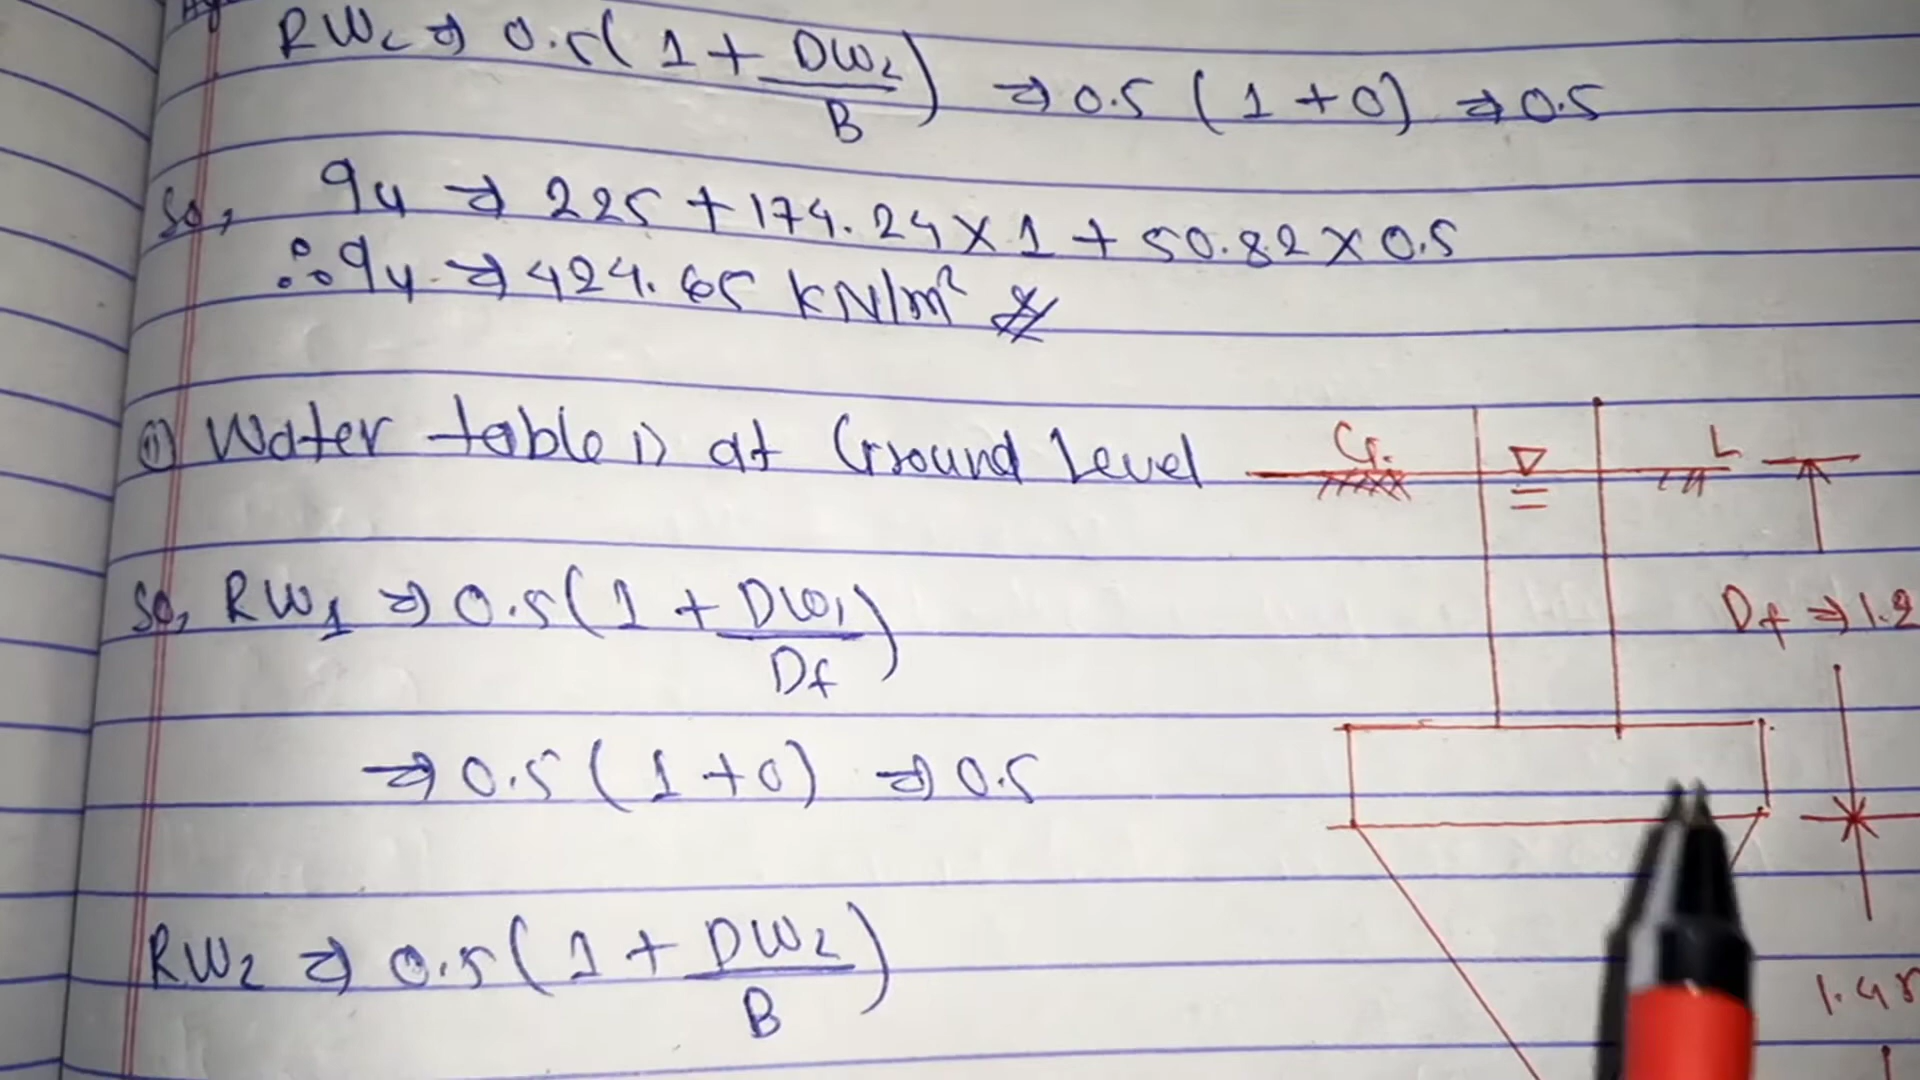 RW2 ⇒ 0.5(1 + DW2/B) ⇒ 0.5 (1 + 0) ⇒ 0.5
So, qu ⇒ 225 + 174.24 × 1 + 50.82 × 0.5
∴ qu ⇒ 424.65 KN/m²
ii) Water table is at Ground Level
G. L
So, RW1 ⇒ 0.5(1 + DW1/Df)
Df ⇒ 1.2
⇒ 0.5 (1 + 0) ⇒ 0.5
RW2 ⇒ 0.5(1 + DW2/B)
1.4m